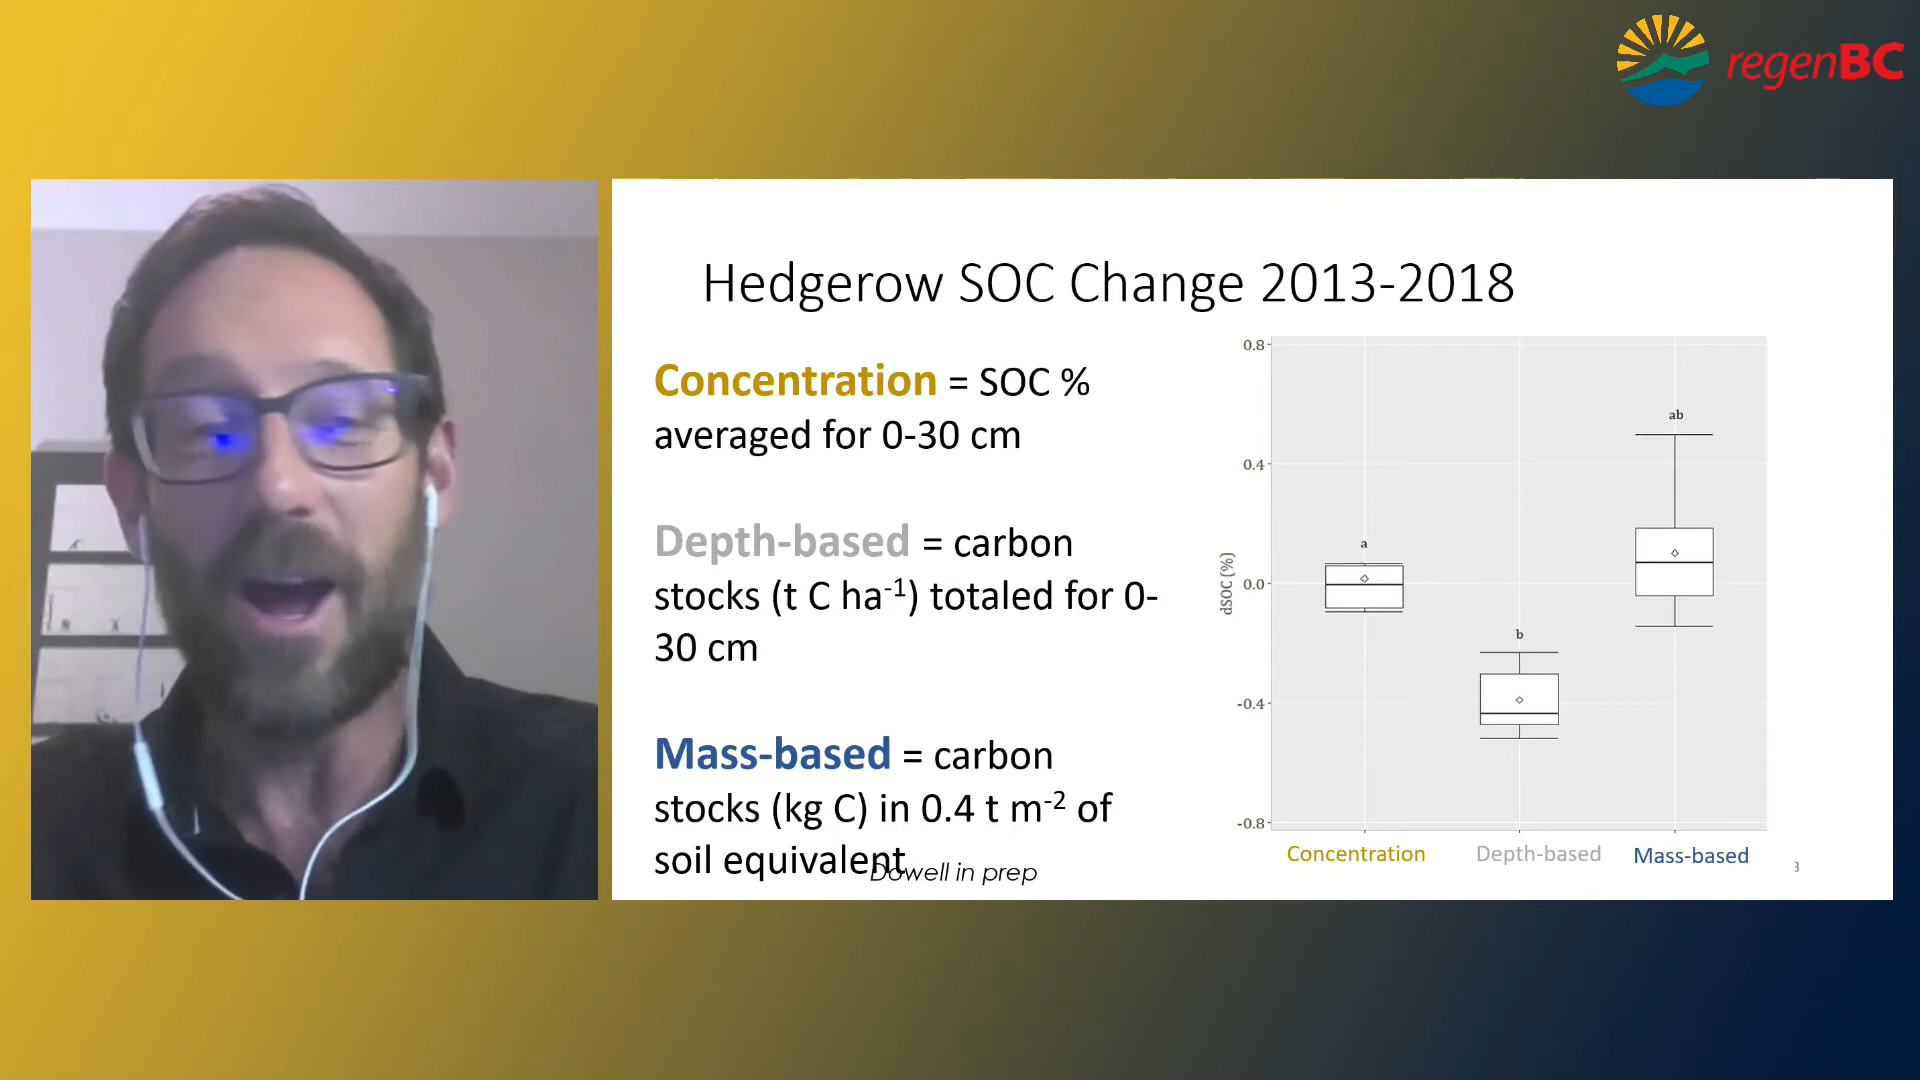 regenBC
Hedgerow SOC Change 2013-2018
Concentration = SOC %
averaged for 0-30 cm
Depth-based = carbon
stocks (t C ha-1) totaled for 0-
30 cm
Mass-based = carbon
stocks (kg C) in 0.4 t m-2 of
soil equivalent
Dowell in prep
dSOC (%)
0.8
0.4
0.0
-0.4
-0.8
a
b
ab
Concentration
Depth-based
Mass-based